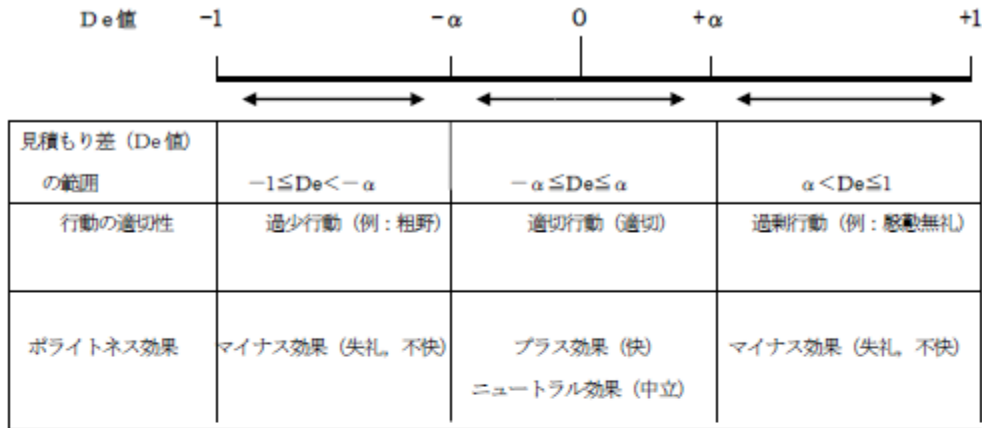 De値 -1 -α 0 +α +1
見積もり差(De値)
の範囲 -1≦De<-α -α≦De≦α α<De≦1
行動の適切性 過少行動(例:粗野) 適切行動(適切) 過剰行動(例:慇懃無礼)
ポライトネス効果 マイナス効果(失礼,不快) プラス効果(快) マイナス効果(失礼,不快)
ニュートラル効果(中立)